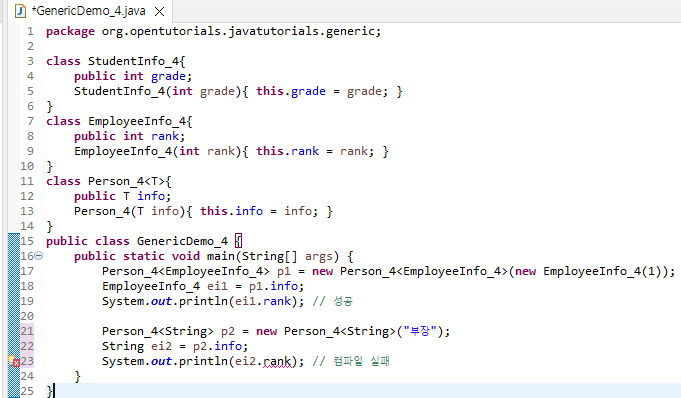 *GenericDemo_4.java
1 package org.opentutorials.javatutorials.generic;
2
3 class StudentInfo_4{
4     public int grade;
5     StudentInfo_4(int grade){ this.grade = grade; }
6 }
7 class EmployeeInfo_4{
8     public int rank;
9     EmployeeInfo_4(int rank){ this.rank = rank; }
10 }
11 class Person_4<T>{
12     public T info;
13     Person_4(T info){ this.info = info; }
14 }
15 public class GenericDemo_4 {
16     public static void main(String[] args) {
17         Person_4<EmployeeInfo_4> p1 = new Person_4<EmployeeInfo_4>(new EmployeeInfo_4(1));
18         EmployeeInfo_4 ei1 = p1.info;
19         System.out.println(ei1.rank); // 성공
20
21         Person_4<String> p2 = new Person_4<String>("부장");
22         String ei2 = p2.info;
23         System.out.println(ei2.rank); // 컴파일 실패
24     }
25 }